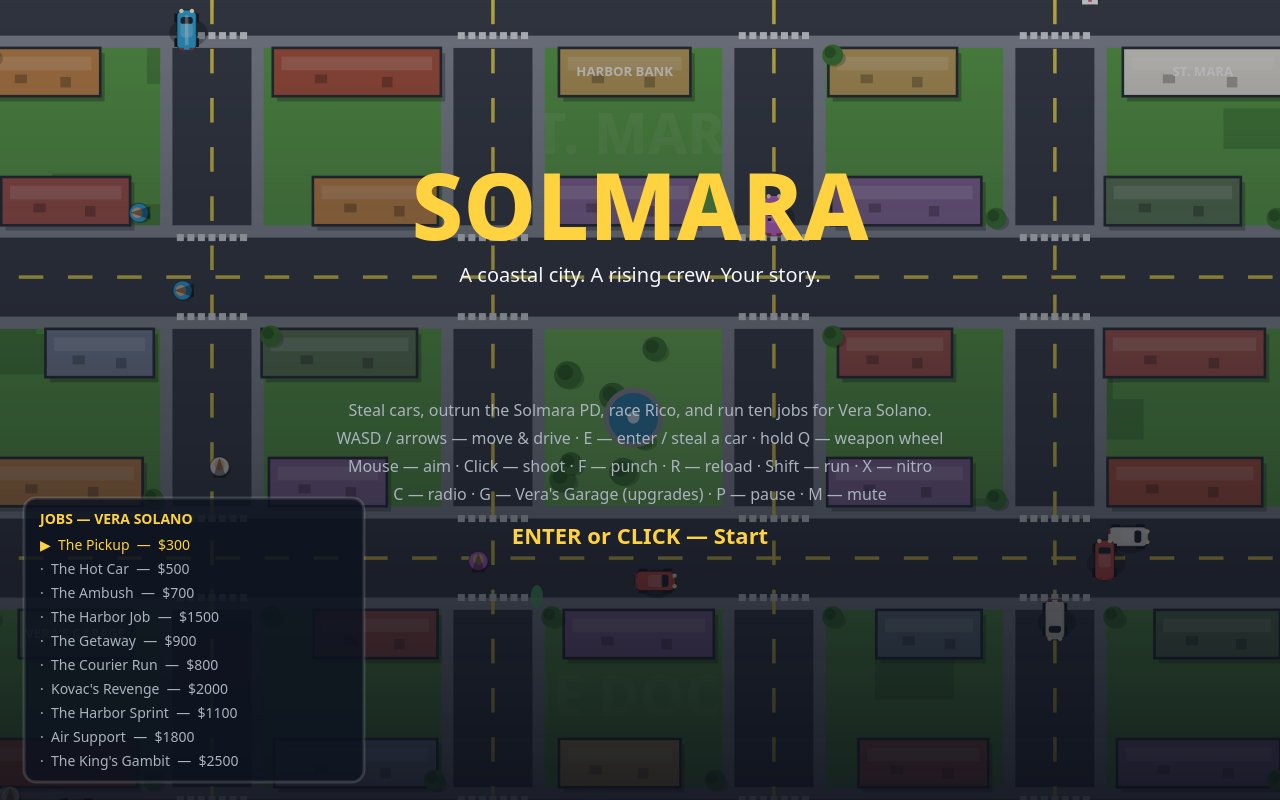 HARBOR BANK
ST. MARA
T. MAR
SOLMARA
A coastal city. A rising crew. Your story.
Steal cars, outrun the Solmara PD, race Rico, and run ten jobs for Vera Solano.
WASD / arrows — move & drive · E — enter / steal a car · hold Q — weapon wheel
Mouse — aim · Click — shoot · F — punch · R — reload · Shift — run · X — nitro
C — radio · G — Vera's Garage (upgrades) · P — pause · M — mute
ENTER or CLICK — Start
JOBS — VERA SOLANO
▶ The Pickup — $300
· The Hot Car — $500
· The Ambush — $700
· The Harbor Job — $1500
· The Getaway — $900
· The Courier Run — $800
· Kovac's Revenge — $2000
· The Harbor Sprint — $1100
· Air Support — $1800
· The King's Gambit — $2500
E DOC